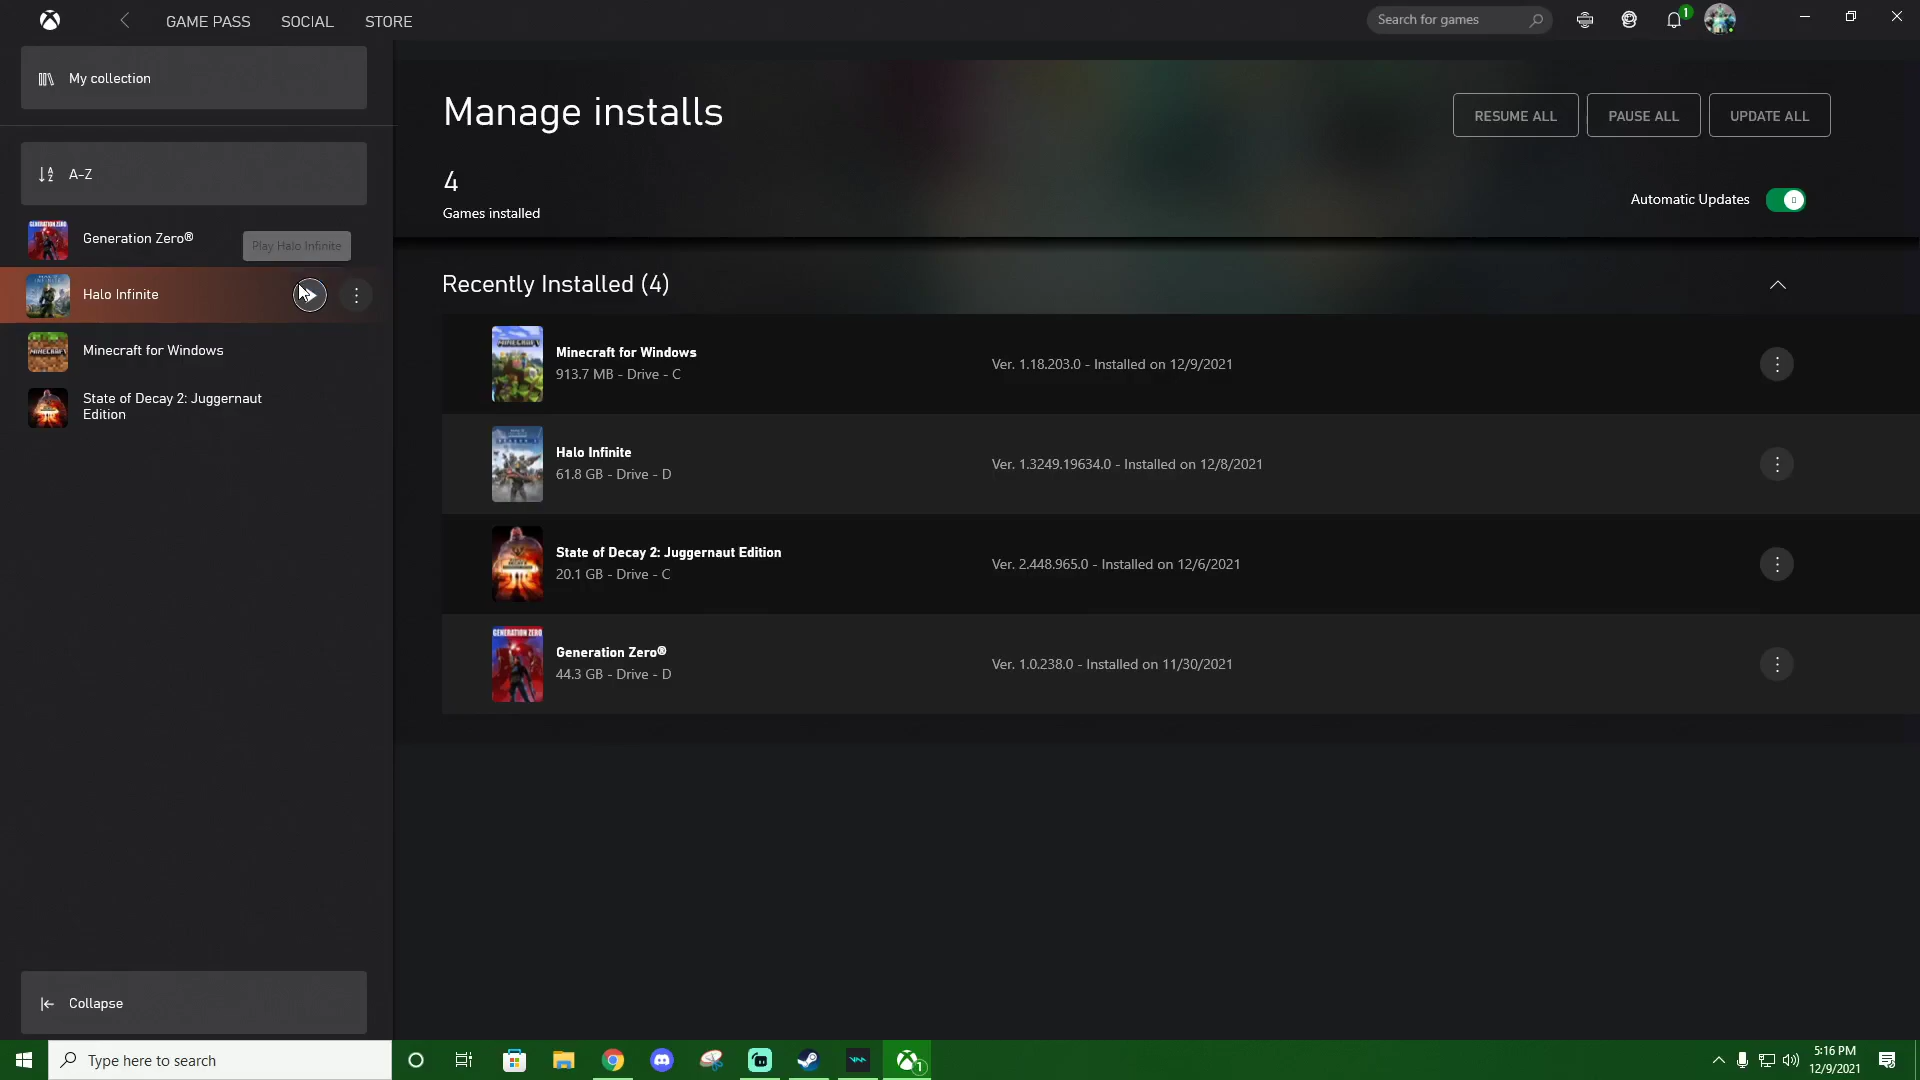 GAME PASS SOCIAL STORE
Search for games
1
My collection
A-Z
Generation Zero®
Play Halo Infinite
Halo Infinite
Minecraft for Windows
State of Decay 2: Juggernaut
Edition
Collapse
Manage installs
RESUME ALL PAUSE ALL UPDATE ALL
4
Games installed
Automatic Updates
Recently Installed (4)
MINECRAFT
Minecraft for Windows
913.7 MB - Drive - C
Ver. 1.18.203.0 - Installed on 12/9/2021
Halo Infinite
61.8 GB - Drive - D
Ver. 1.3249.19634.0 - Installed on 12/8/2021
State of Decay 2: Juggernaut Edition
20.1 GB - Drive - C
Ver. 2.448.965.0 - Installed on 12/6/2021
GENERATION ZERO
Generation Zero®
44.3 GB - Drive - D
Ver. 1.0.238.0 - Installed on 11/30/2021
Type here to search
1
5:16 PM
12/9/2021